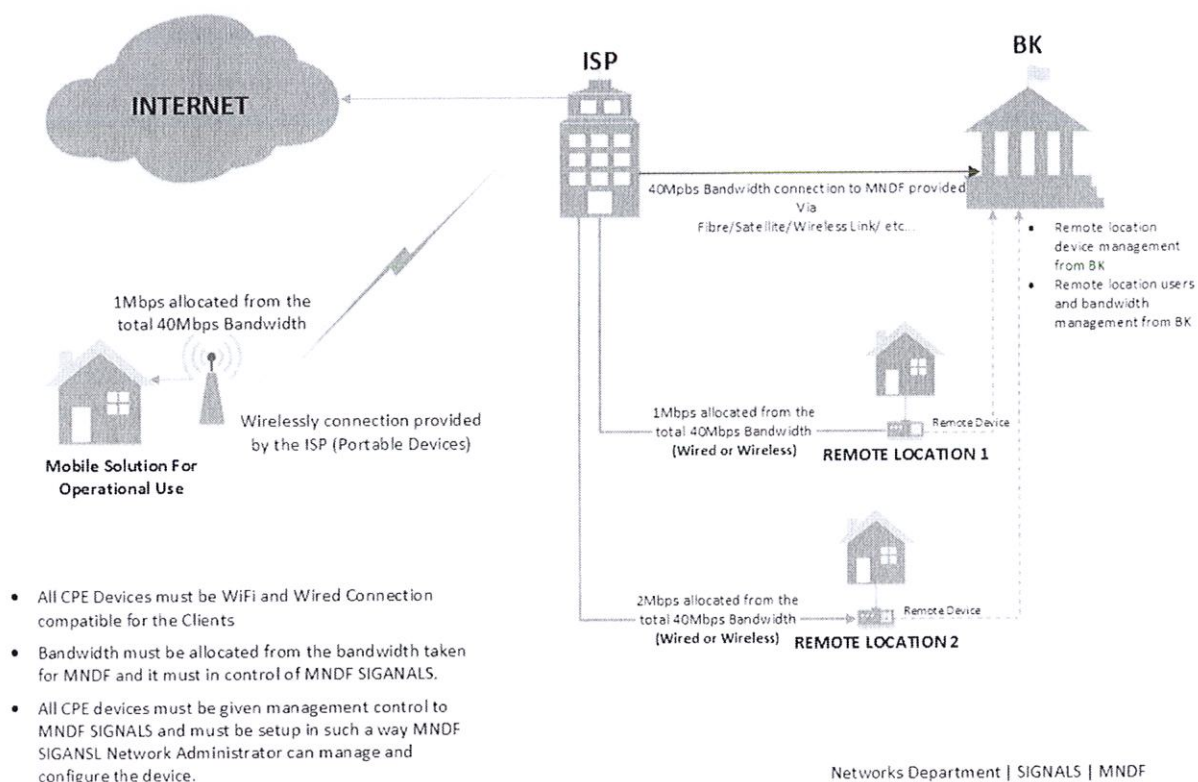 BK
ISP
INTERNET
40Mpbs Bandwidth connection to MNDF provided
Via
Fibre/Satellite/Wireless Link/ etc...
• Remote location
device management
from BK
• Remote location users
and bandwidth
management from BK
1Mbps allocated from the
total 40Mbps Bandwidth
Wirelessly connection provided
by the ISP (Portable Devices)
Mobile Solution For
Operational Use
1Mbps allocated from the
total 40Mbps Bandwidth
(Wired or Wireless)
Remote Device
REMOTE LOCATION 1
2Mbps allocated from the
total 40Mbps Bandwidth
(Wired or Wireless)
Remote Device
REMOTE LOCATION 2
• All CPE Devices must be WiFi and Wired Connection
compatible for the Clients
• Bandwidth must be allocated from the bandwidth taken
for MNDF and it must in control of MNDF SIGANALS.
• All CPE devices must be given management control to
MNDF SIGNALS and must be setup in such a way MNDF
SIGANSL Network Administrator can manage and
configure the device.
Networks Department | SIGNALS | MNDF